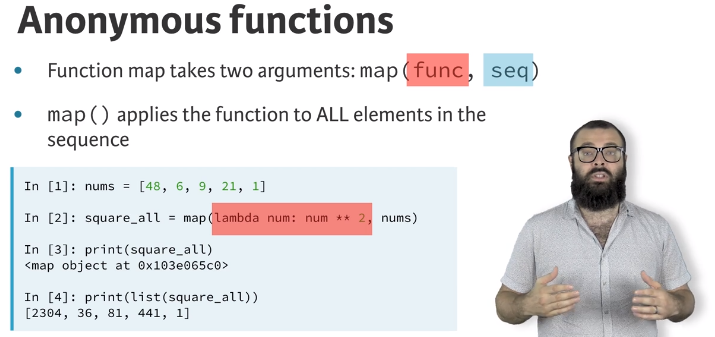 Anonymous functions
• Function map takes two arguments: map(func, seq)
• map() applies the function to ALL elements in the
sequence
In [1]: nums = [48, 6, 9, 21, 1]
In [2]: square_all = map(lambda num: num ** 2, nums)
In [3]: print(square_all)
<map object at 0x103e065c0>
In [4]: print(list(square_all))
[2304, 36, 81, 441, 1]